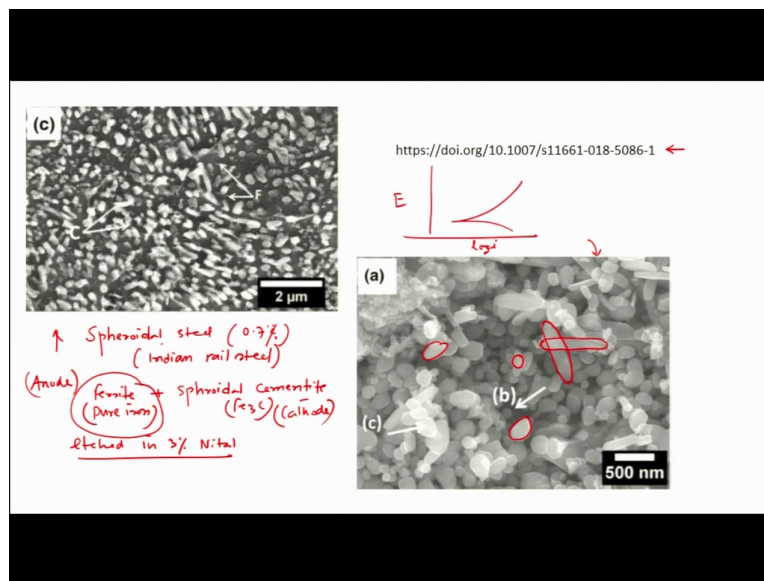 (c)
C
F
2 μm
Spheroidal steel (0.7%)
(Indian rail steel)
(Anode)
ferrite + sphroidal cementite
(Pure iron) (Fe3C) (Cathode)
Etched in 3% Nital
https://doi.org/10.1007/s11661-018-5086-1
E
logi
(a)
(b)
(c)
500 nm